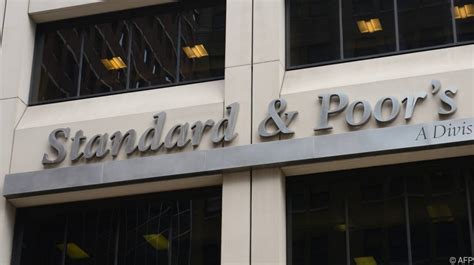 Standard & Poor's
A Divis
© AFP